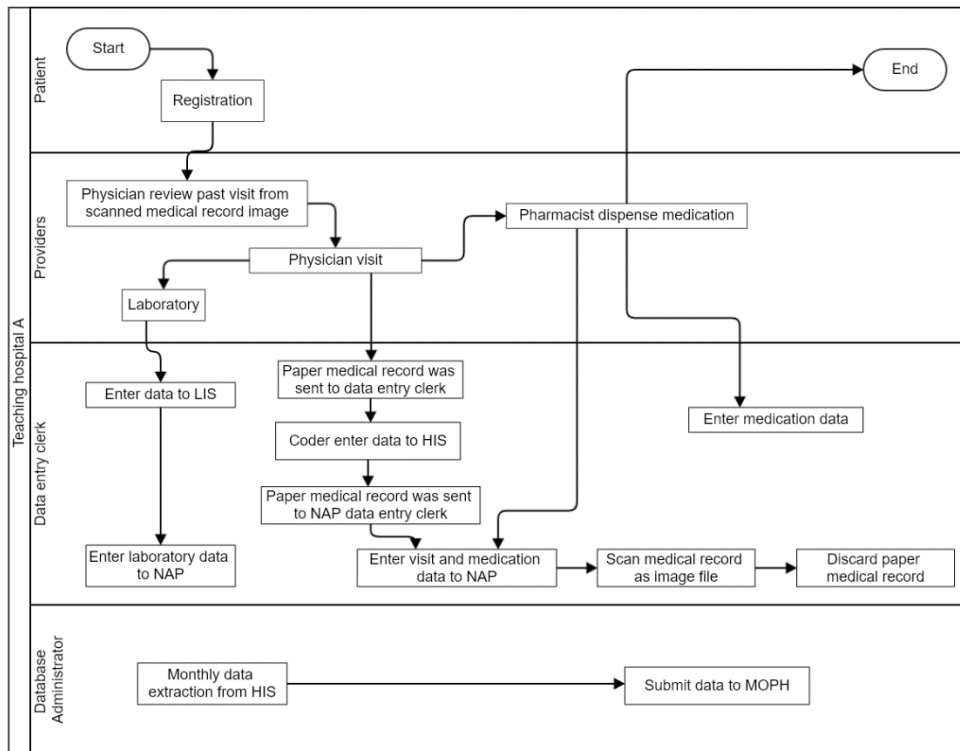 Teaching hospital A
Patient
Start
End
Registration
Providers
Physician review past visit from
scanned medical record image
Pharmacist dispense medication
Physician visit
Laboratory
Data entry clerk
Paper medical record was
sent to data entry clerk
Enter data to LIS
Enter medication data
Coder enter data to HIS
Paper medical record was sent
to NAP data entry clerk
Enter laboratory data
to NAP
Enter visit and medication
data to NAP
Scan medical record
as image file
Discard paper
medical record
Database
Administrator
Monthly data
extraction from HIS
Submit data to MOPH